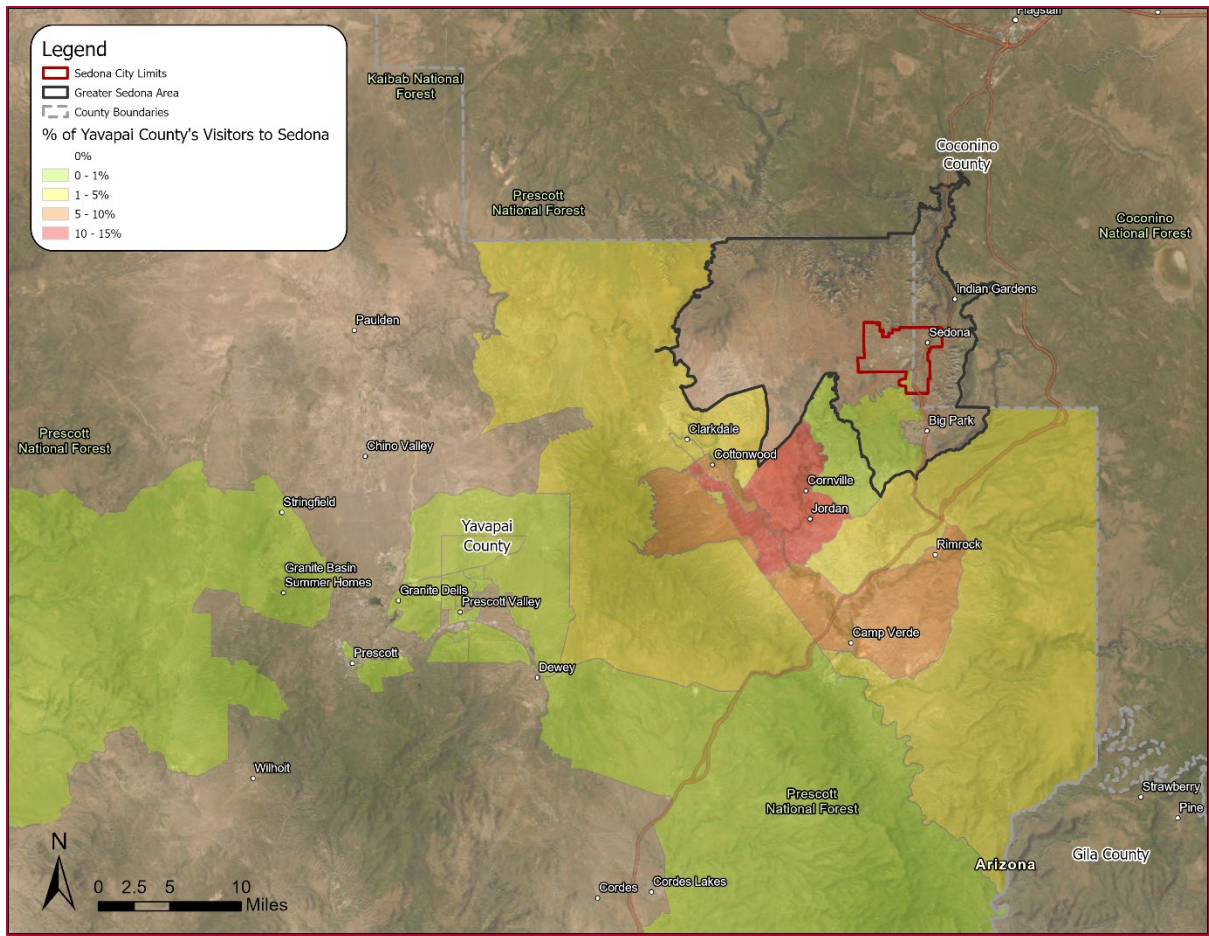 Flagstaff
Legend
Sedona City Limits
Greater Sedona Area
County Boundaries
% of Yavapai County's Visitors to Sedona
0%
0 - 1%
1 - 5%
5 - 10%
10 - 15%
Kaibab National
Forest
Coconino
County
Prescott
National Forest
Coconino
National Forest
Indian Gardens
Paulden
Sedona
Big Park
Clarkdale
Prescott
National Forest
Chino Valley
Cottonwood
Cornville
Stringfield
Jordan
Yavapai
County
Rimrock
Granite Basin
Summer Homes
Granite Dells
Prescott Valley
Camp Verde
Prescott
Dewey
Wilhoit
Strawberry
Prescott
National Forest
Pine
N
Gila County
Arizona
0 2.5 5 10
Miles
Cordes
Cordes Lakes